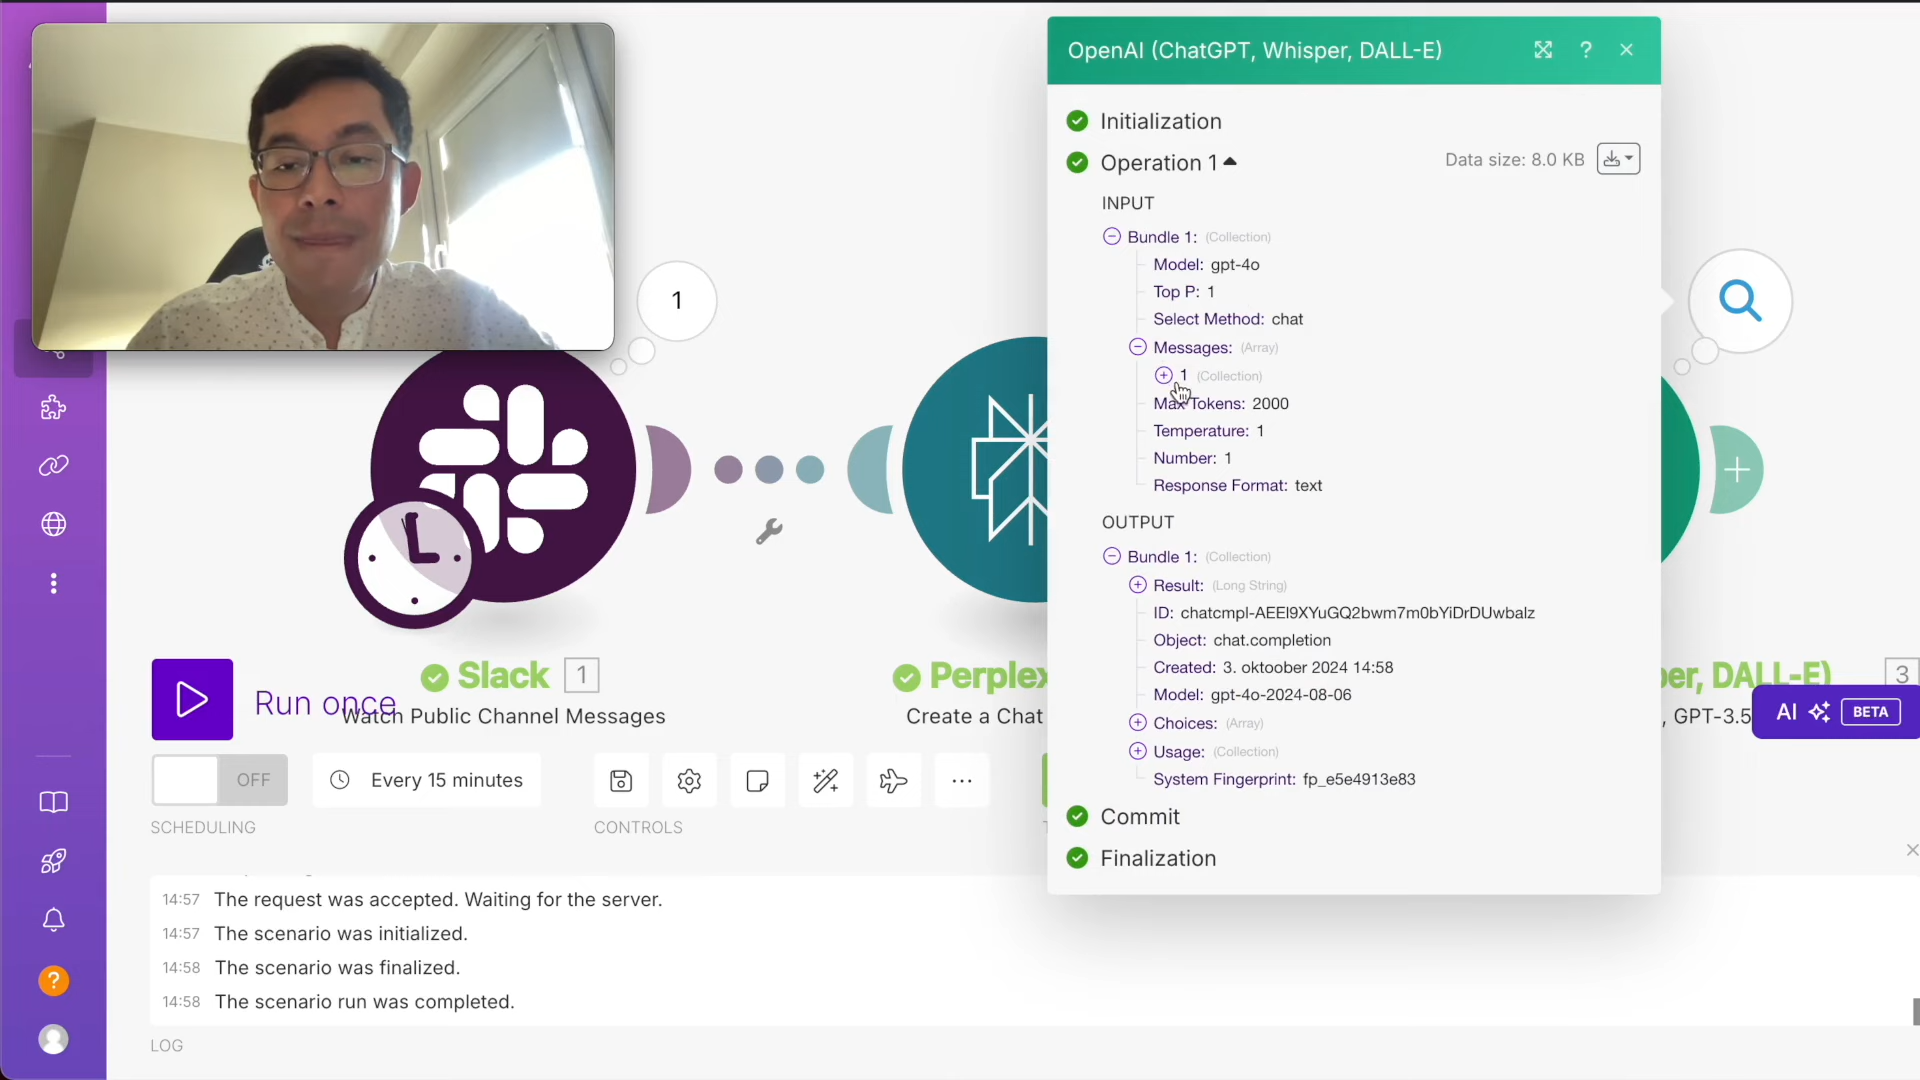 OpenAI (ChatGPT, Whisper, DALL-E)
?
Initialization
Operation 1
Data size: 8.0 KB
INPUT
Bundle 1: (Collection)
Model: gpt-4o
Top P: 1
Select Method: chat
Messages: (Array)
1 (Collection)
Max Tokens: 2000
Temperature: 1
Number: 1
Response Format: text
OUTPUT
Bundle 1: (Collection)
Result: (Long String)
ID: chatcmpl-AEEI9XYuGQ2bwm7m0bYiDrDUwbalz
Object: chat.completion
Created: 3. oktoober 2024 14:58
Model: gpt-4o-2024-08-06
Choices: (Array)
Usage: (Collection)
System Fingerprint: fp_e5e4913e83
Commit
Finalization
1
Slack 1
Watch Public Channel Messages
Perplex
Create a Chat
per, DALL-E) 3
, GPT-3.5
AI BETA
Run once
OFF
Every 15 minutes
SCHEDULING
CONTROLS
14:57 The request was accepted. Waiting for the server.
14:57 The scenario was initialized.
14:58 The scenario was finalized.
14:58 The scenario run was completed.
LOG
?